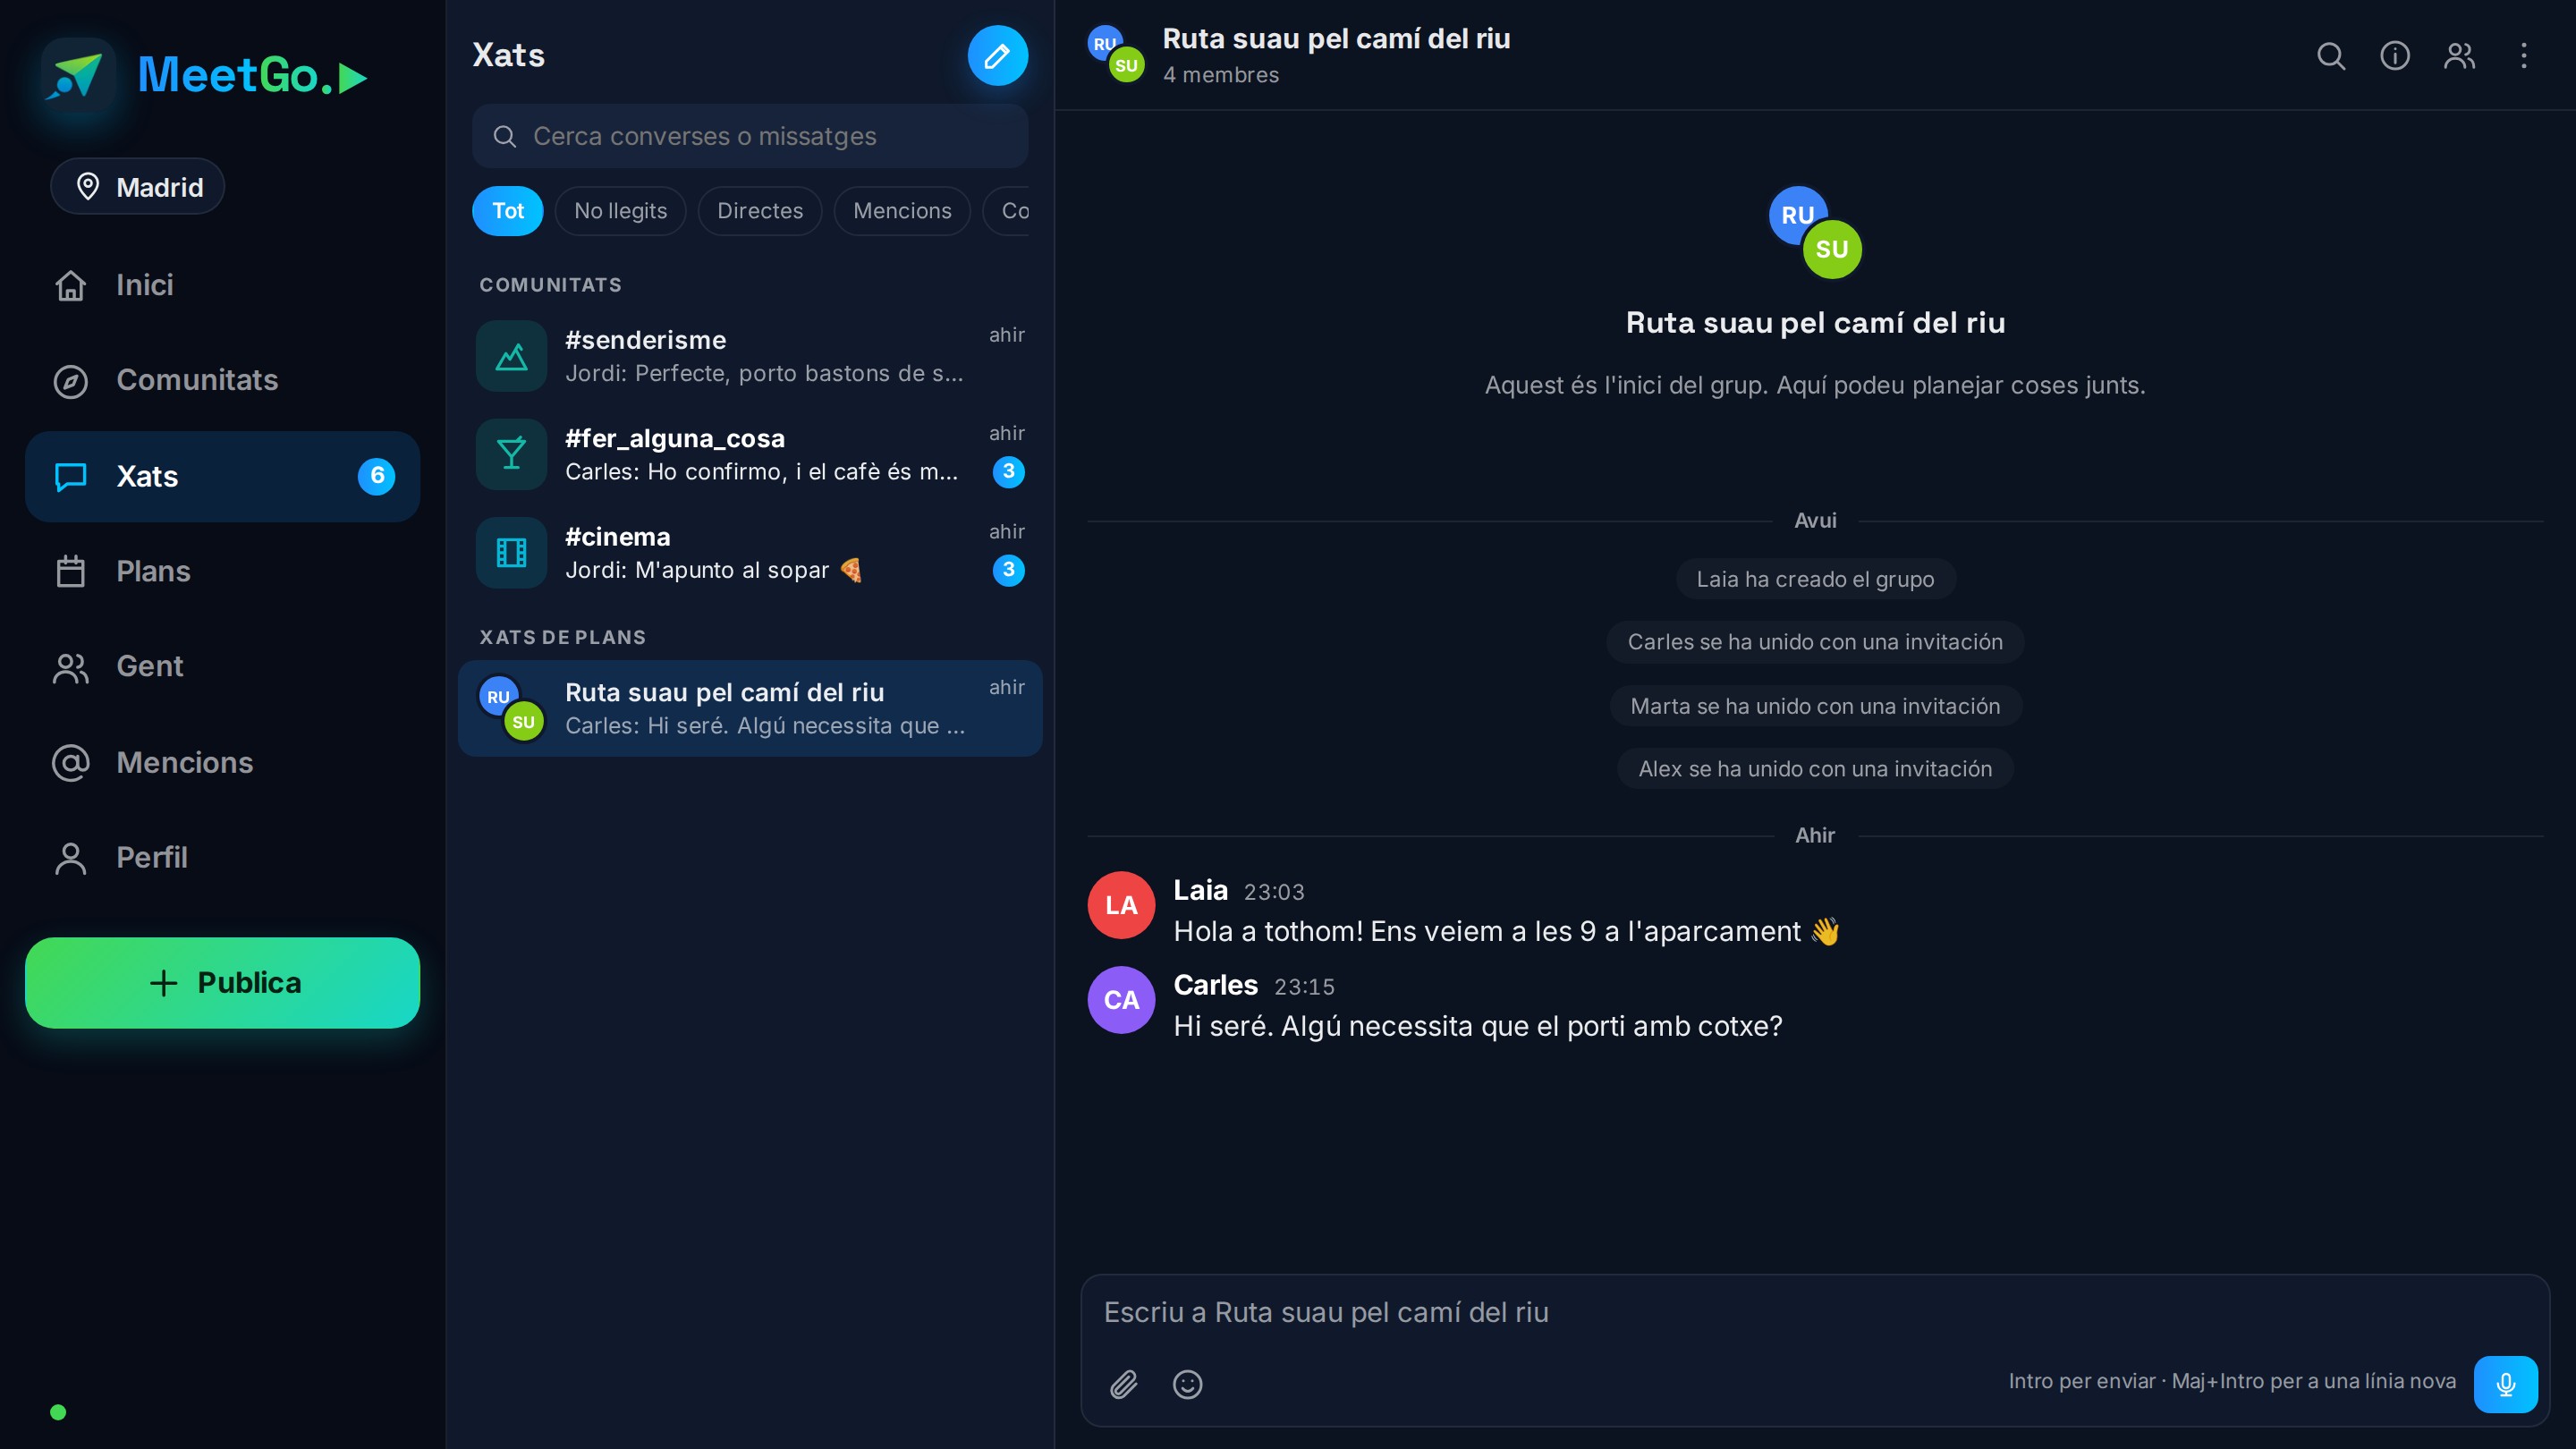 MeetGo.
Madrid
Inici
Comunitats
Xats
6
Plans
Gent
Mencions
Perfil
Publica
Xats
Cerca converses o missatges
Tot
No llegits
Directes
Mencions
Co
COMUNITATS
#senderisme
ahir
Jordi: Perfecte, porto bastons de s...
#fer_alguna_cosa
ahir
Carles: Ho confirmo, i el cafè és m...
3
#cinema
ahir
Jordi: M'apunto al sopar 🍕
3
XATS DE PLANS
RU
SU
Ruta suau pel camí del riu
ahir
Carles: Hi seré. Algú necessita que ...
RU
SU
Ruta suau pel camí del riu
4 membres
RU
SU
Ruta suau pel camí del riu
Aquest és l'inici del grup. Aquí podeu planejar coses junts.
Avui
Laia ha creado el grupo
Carles se ha unido con una invitación
Marta se ha unido con una invitación
Alex se ha unido con una invitación
Ahir
LA
Laia 23:03
Hola a tothom! Ens veiem a les 9 a l'aparcament 👋
CA
Carles 23:15
Hi seré. Algú necessita que el porti amb cotxe?
Escriu a Ruta suau pel camí del riu
Intro per enviar · Maj+Intro per a una línia nova